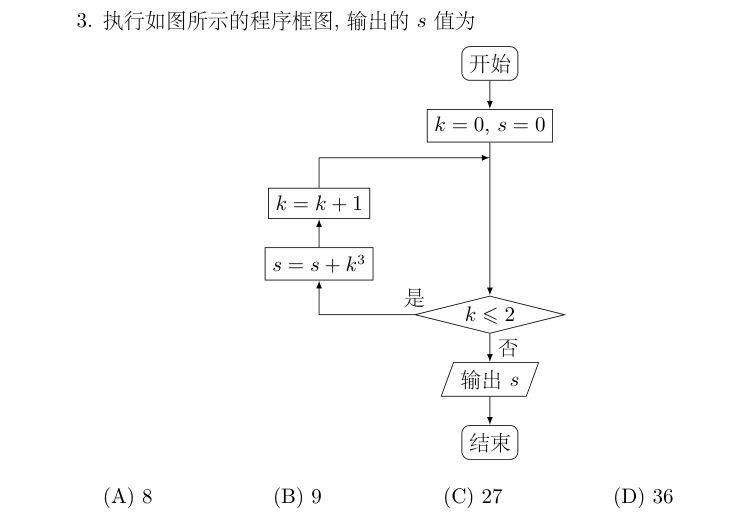 3. 执行如图所示的程序框图, 输出的 s 值为
开始
k = 0, s = 0
k = k + 1
s = s + k³
是
k ⩽ 2
否
输出 s
结束
(A) 8 (B) 9 (C) 27 (D) 36